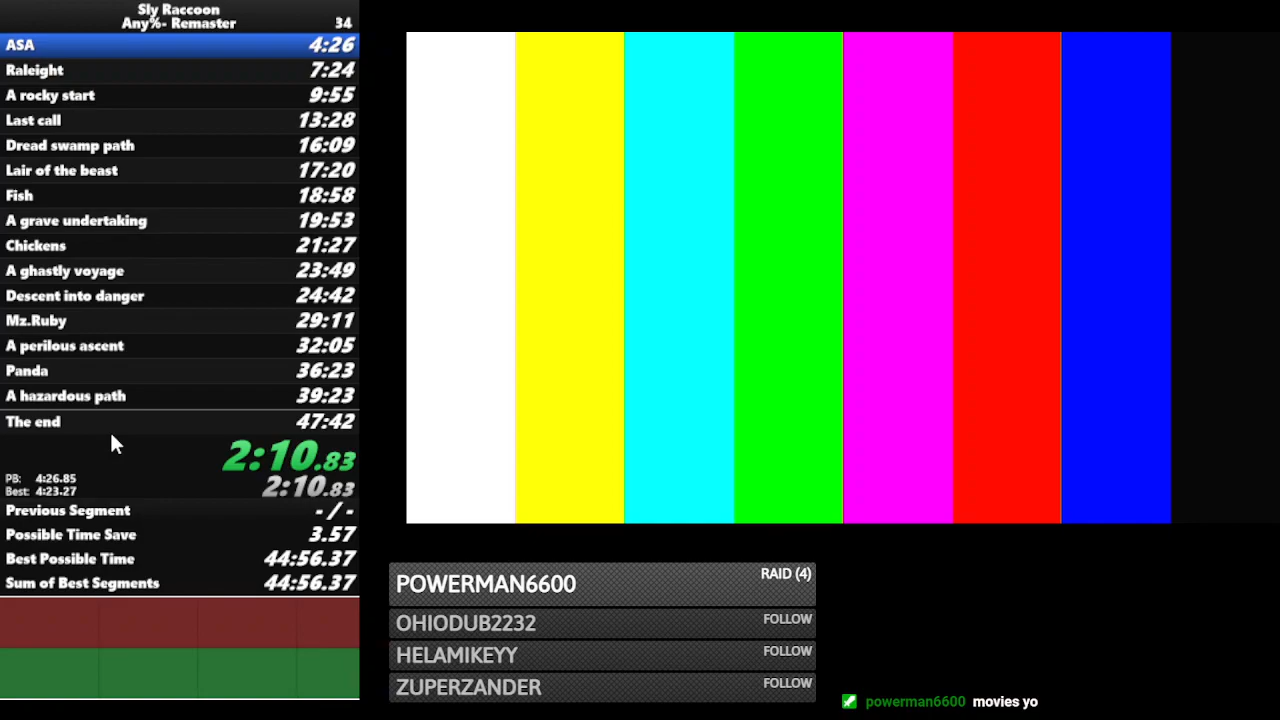 Sly Raccoon
Any%- Remaster 34
ASA 4:26
Raleight 7:24
A rocky start 9:55
Last call 13:28
Dread swamp path 16:09
Lair of the beast 17:20
Fish 18:58
A grave undertaking 19:53
Chickens 21:27
A ghastly voyage 23:49
Descent into danger 24:42
Mz.Ruby 29:11
A perilous ascent 32:05
Panda 36:23
A hazardous path 39:23
The end 47:42
2:10.83
PB: 4:26.85
Best: 4:23.27
2:10.83
Previous Segment - / -
Possible Time Save 3.57
Best Possible Time 44:56.37
Sum of Best Segments 44:56.37
POWERMAN6600 RAID (4)
OHIODUB2232 FOLLOW
HELAMIKEYY FOLLOW
ZUPERZANDER FOLLOW
powerman6600 movies yo